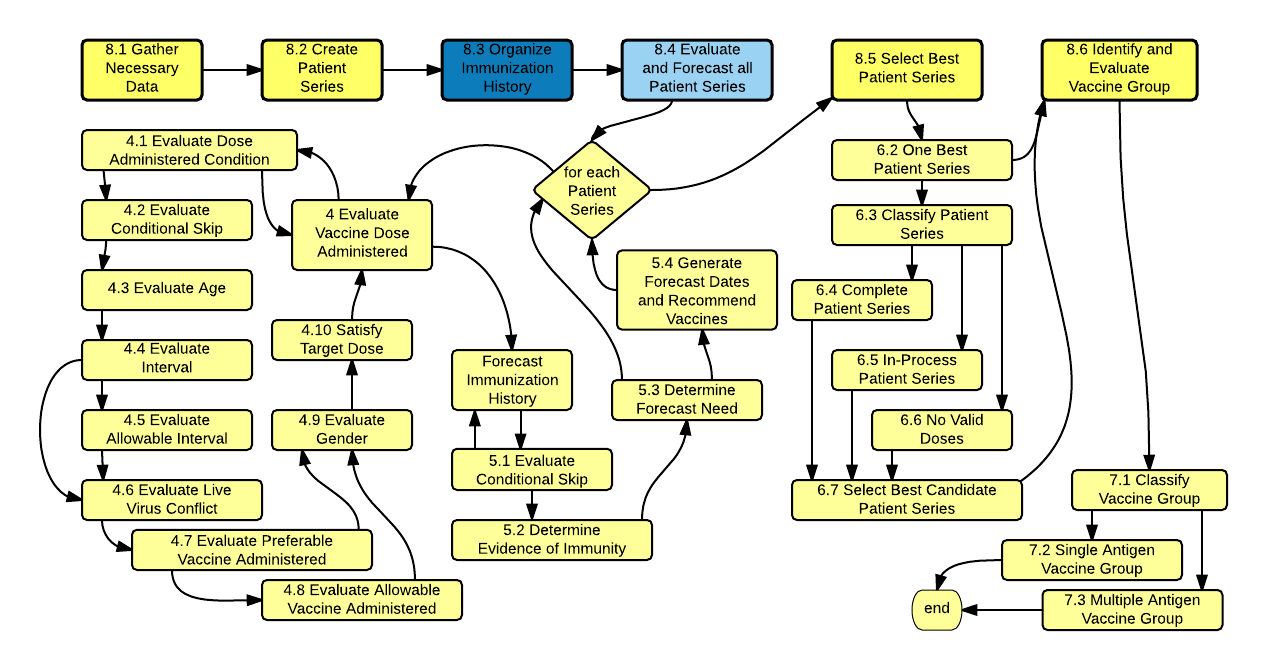 8.1 Gather
Necessary
Data
8.2 Create
Patient
Series
8.3 Organize
Immunization
History
8.4 Evaluate
and Forecast all
Patient Series
8.5 Select Best
Patient Series
8.6 Identify and
Evaluate
Vaccine Group
4.1 Evaluate Dose
Administered Condition
4.2 Evaluate
Conditional Skip
4.3 Evaluate Age
4.4 Evaluate
Interval
4.5 Evaluate
Allowable Interval
4.6 Evaluate Live
Virus Conflict
4.7 Evaluate Preferable
Vaccine Administered
4.8 Evaluate Allowable
Vaccine Administered
4.9 Evaluate
Gender
4.10 Satisfy
Target Dose
4 Evaluate
Vaccine Dose
Administered
for each
Patient
Series
Forecast
Immunization
History
5.1 Evaluate
Conditional Skip
5.2 Determine
Evidence of Immunity
5.3 Determine
Forecast Need
5.4 Generate
Forecast Dates
and Recommend
Vaccines
6.2 One Best
Patient Series
6.3 Classify Patient
Series
6.4 Complete
Patient Series
6.5 In-Process
Patient Series
6.6 No Valid
Doses
6.7 Select Best Candidate
Patient Series
7.1 Classify
Vaccine Group
7.2 Single Antigen
Vaccine Group
7.3 Multiple Antigen
Vaccine Group
end